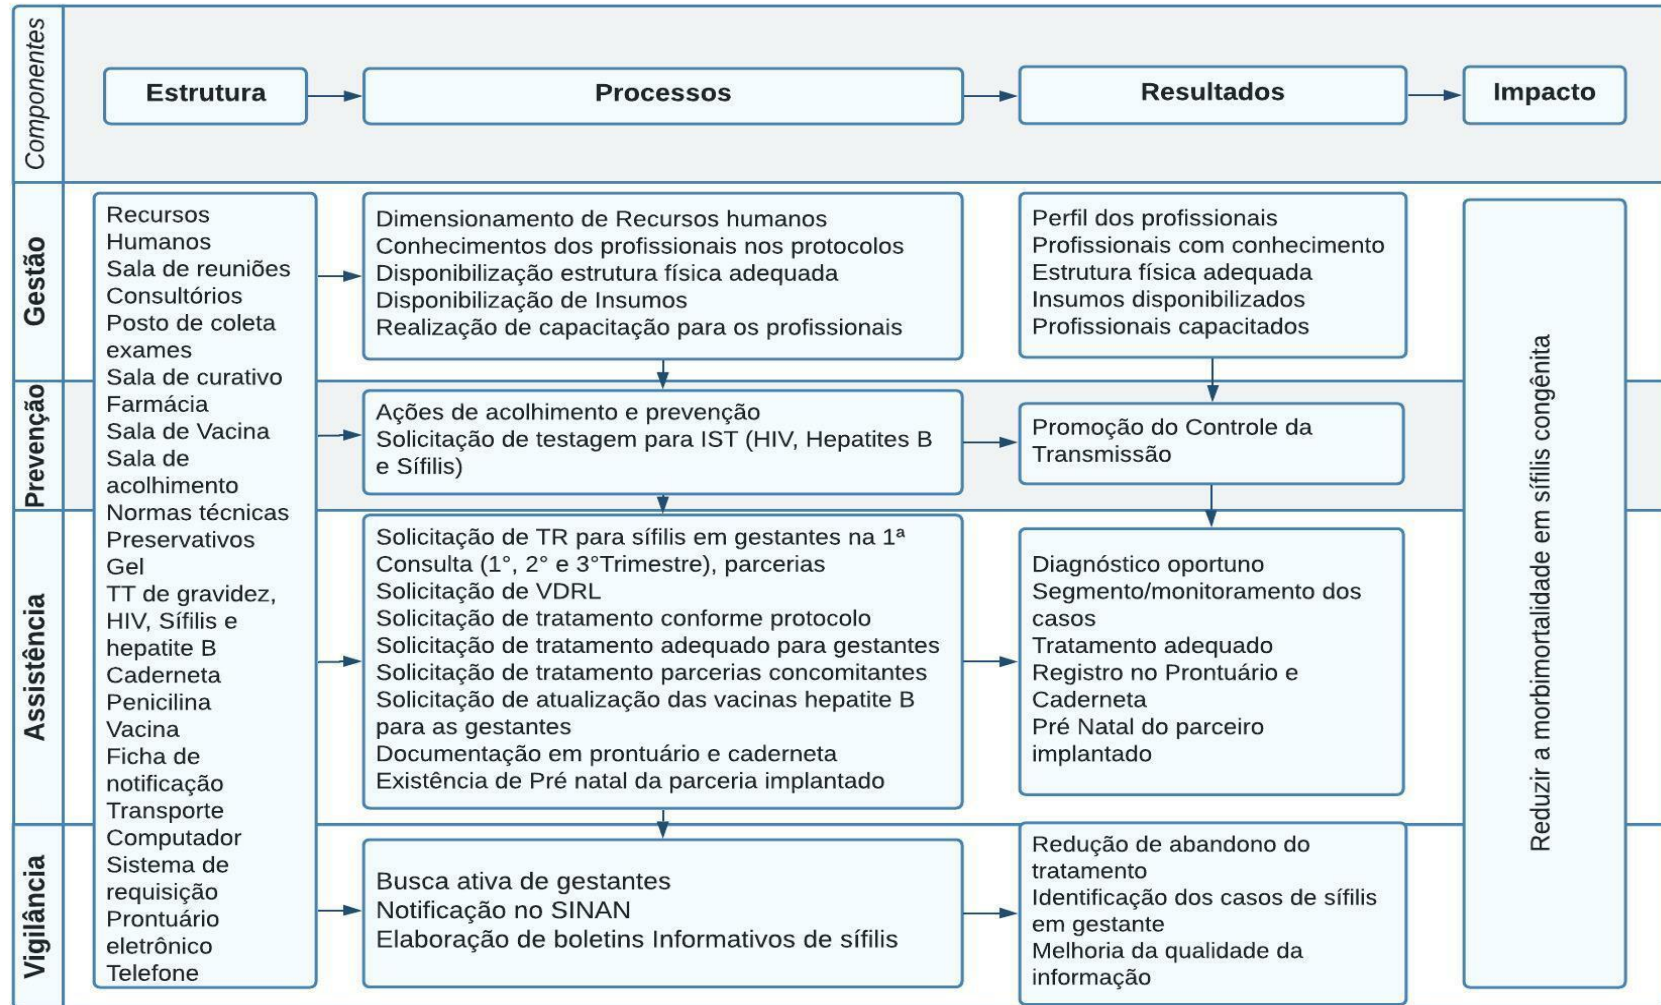 Componentes
Estrutura
Processos
Resultados
Impacto
Gestão
Prevenção
Assistência
Vigilância
Recursos
Humanos
Sala de reuniões
Consultórios
Posto de coleta
exames
Sala de curativo
Farmácia
Sala de Vacina
Sala de
acolhimento
Normas técnicas
Preservativos
Gel
TT de gravidez,
HIV, Sífilis e
hepatite B
Caderneta
Penicilina
Vacina
Ficha de
notificação
Transporte
Computador
Sistema de
requisição
Prontuário
eletrônico
Telefone
Dimensionamento de Recursos humanos
Conhecimentos dos profissionais nos protocolos
Disponibilização estrutura física adequada
Disponibilização de Insumos
Realização de capacitação para os profissionais
Perfil dos profissionais
Profissionais com conhecimento
Estrutura física adequada
Insumos disponibilizados
Profissionais capacitados
Ações de acolhimento e prevenção
Solicitação de testagem para IST (HIV, Hepatites B
e Sífilis)
Promoção do Controle da
Transmissão
Solicitação de TR para sífilis em gestantes na 1ª
Consulta (1°, 2° e 3°Trimestre), parcerias
Solicitação de VDRL
Solicitação de tratamento conforme protocolo
Solicitação de tratamento adequado para gestantes
Solicitação de tratamento parcerias concomitantes
Solicitação de atualização das vacinas hepatite B
para as gestantes
Documentação em prontuário e caderneta
Existência de Pré natal da parceria implantado
Diagnóstico oportuno
Segmento/monitoramento dos
casos
Tratamento adequado
Registro no Prontuário e
Caderneta
Pré Natal do parceiro
implantado
Busca ativa de gestantes
Notificação no SINAN
Elaboração de boletins Informativos de sífilis
Redução de abandono do
tratamento
Identificação dos casos de sífilis
em gestante
Melhoria da qualidade da
informação
Reduzir a morbimortalidade em sífilis congênita